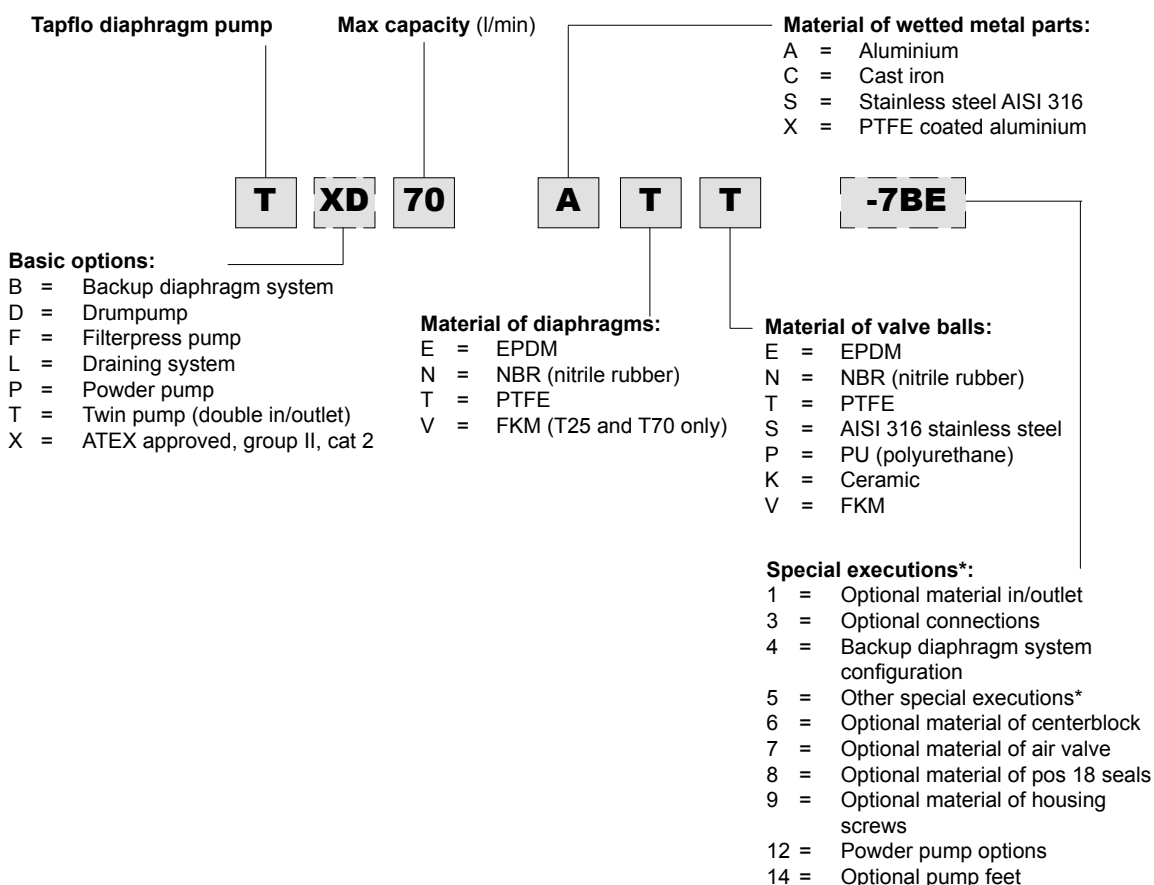 Tapflo diaphragm pump
Max capacity (l/min)
Material of wetted metal parts:
A = Aluminium
C = Cast iron
S = Stainless steel AISI 316
X = PTFE coated aluminium
T XD 70 A T T -7BE
Basic options:
B = Backup diaphragm system
D = Drumpump
F = Filterpress pump
L = Draining system
P = Powder pump
T = Twin pump (double in/outlet)
X = ATEX approved, group II, cat 2
Material of diaphragms:
E = EPDM
N = NBR (nitrile rubber)
T = PTFE
V = FKM (T25 and T70 only)
Material of valve balls:
E = EPDM
N = NBR (nitrile rubber)
T = PTFE
S = AISI 316 stainless steel
P = PU (polyurethane)
K = Ceramic
V = FKM
Special executions*:
1 = Optional material in/outlet
3 = Optional connections
4 = Backup diaphragm system
configuration
5 = Other special executions*
6 = Optional material of centerblock
7 = Optional material of air valve
8 = Optional material of pos 18 seals
9 = Optional material of housing
screws
12 = Powder pump options
14 = Optional pump feet